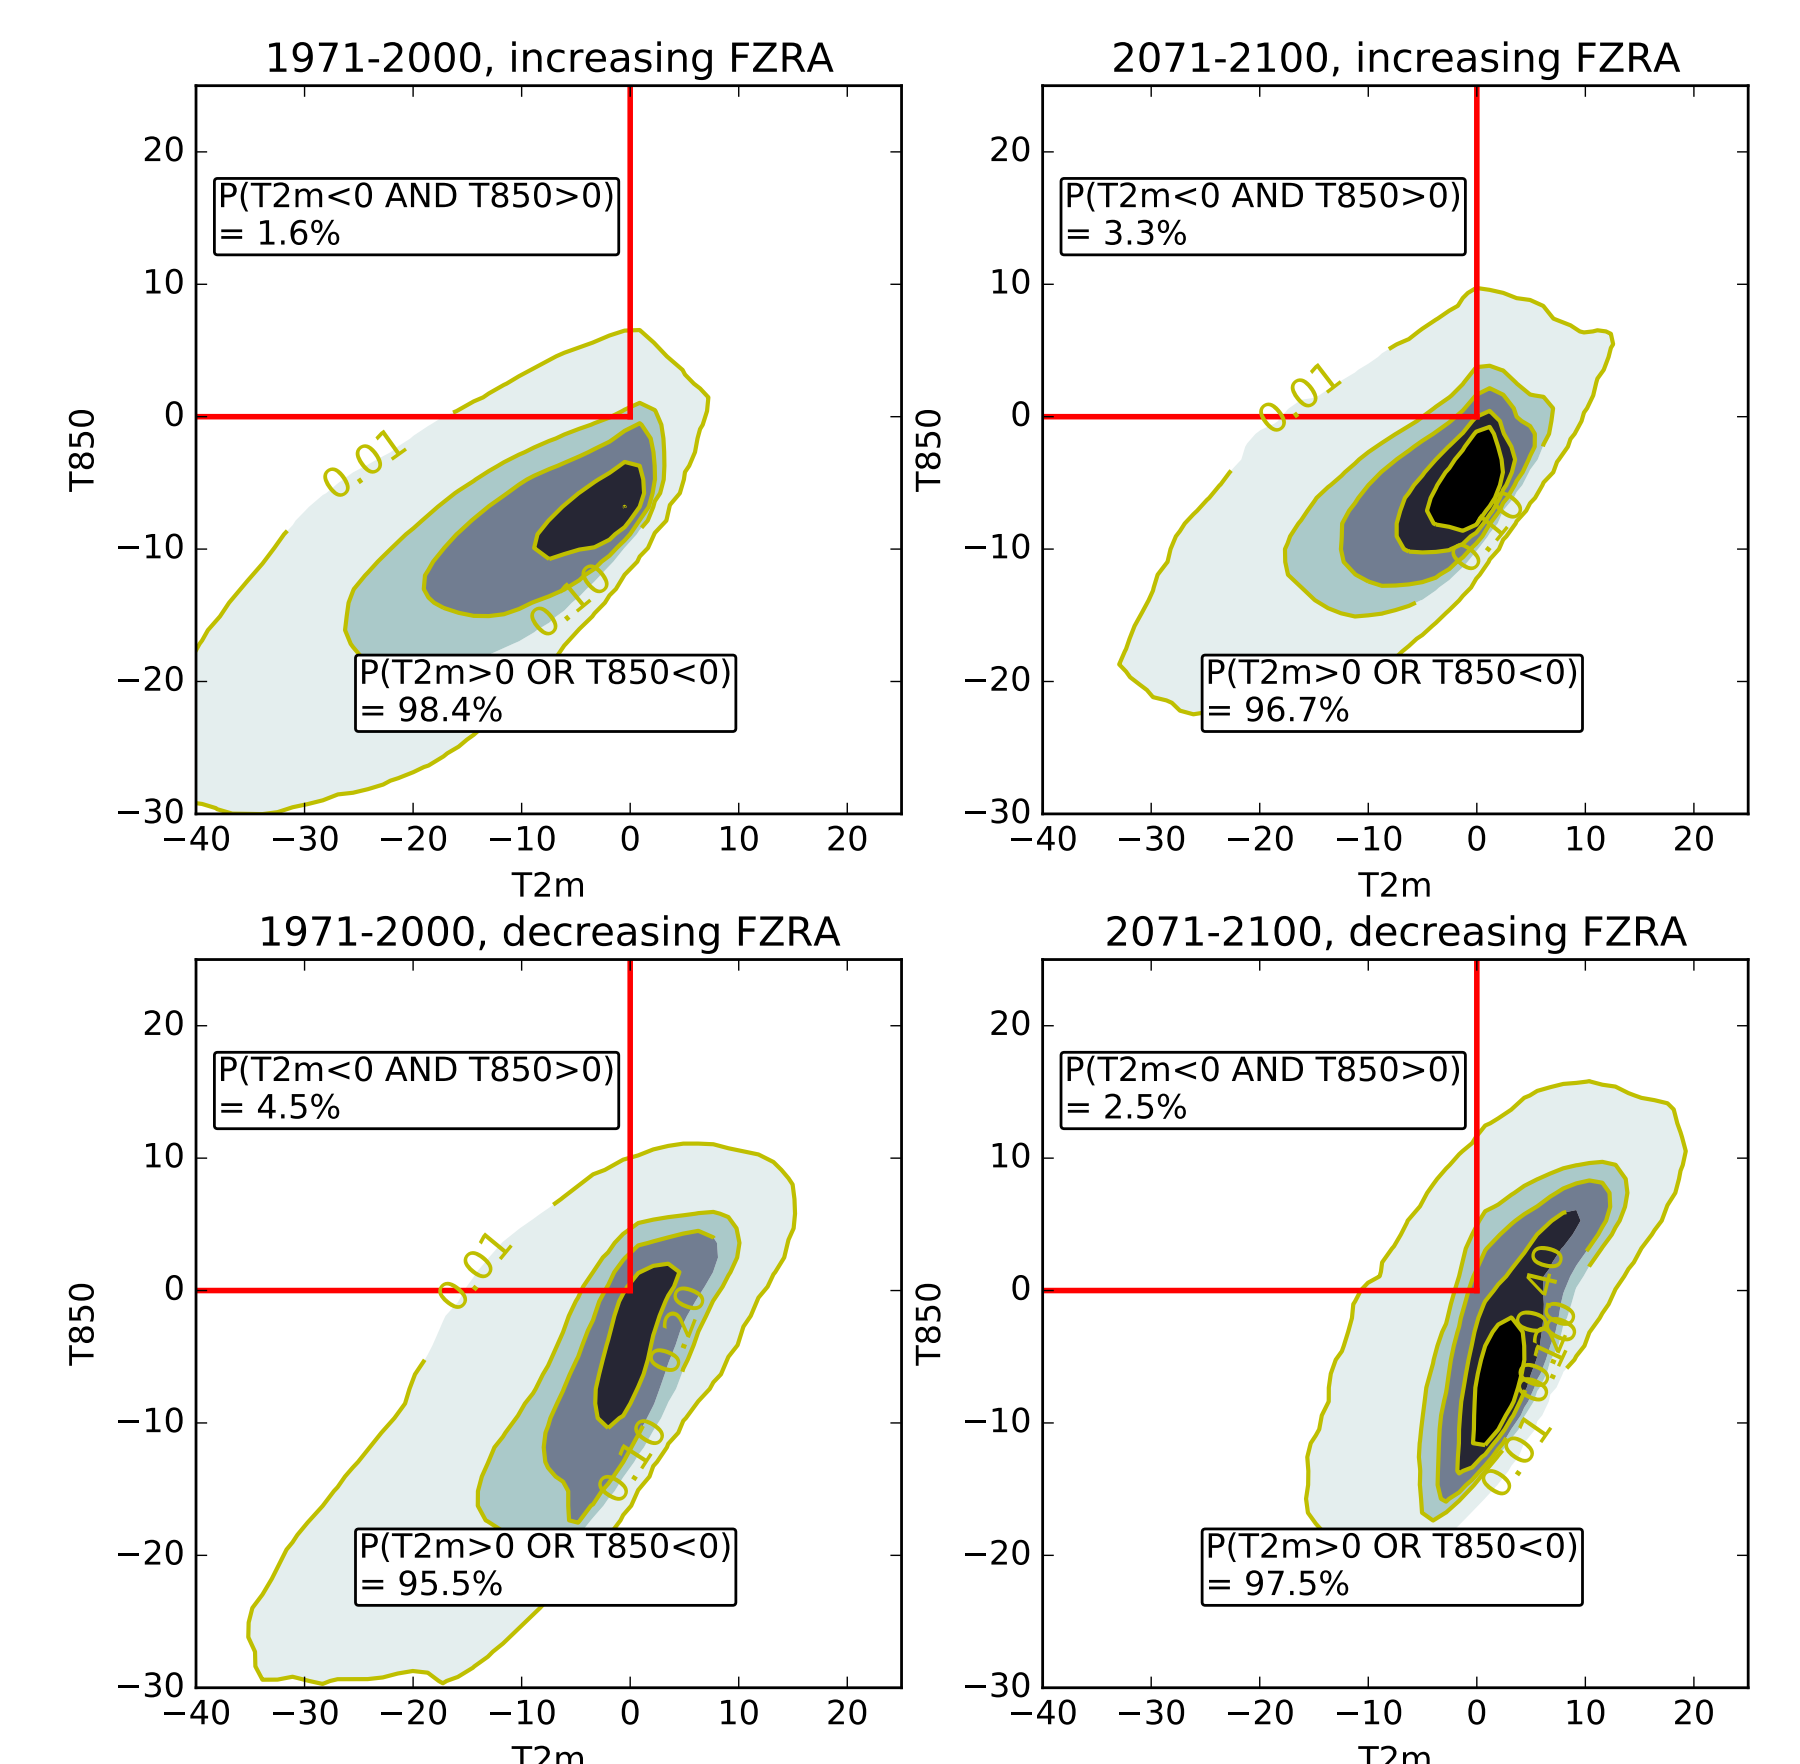 1971-2000, increasing FZRA
2071-2100, increasing FZRA
20
10
0
−10
−20
−30
T850
P(T2m<0 AND T850>0)
= 1.6%
0.01
0.10
P(T2m>0 OR T850<0)
= 98.4%
−40 −30 −20 −10 0 10 20
T2m
20
10
0
−10
−20
−30
T850
P(T2m<0 AND T850>0)
= 3.3%
0.01
0.10
P(T2m>0 OR T850<0)
= 96.7%
−40 −30 −20 −10 0 10 20
T2m
1971-2000, decreasing FZRA
2071-2100, decreasing FZRA
20
10
0
−10
−20
−30
T850
P(T2m<0 AND T850>0)
= 4.5%
0.01
0.20
0.10
P(T2m>0 OR T850<0)
= 95.5%
−40 −30 −20 −10 0 10 20
T2m
20
10
0
−10
−20
−30
T850
P(T2m<0 AND T850>0)
= 2.5%
0.40
0.01
P(T2m>0 OR T850<0)
= 97.5%
−40 −30 −20 −10 0 10 20
T2m